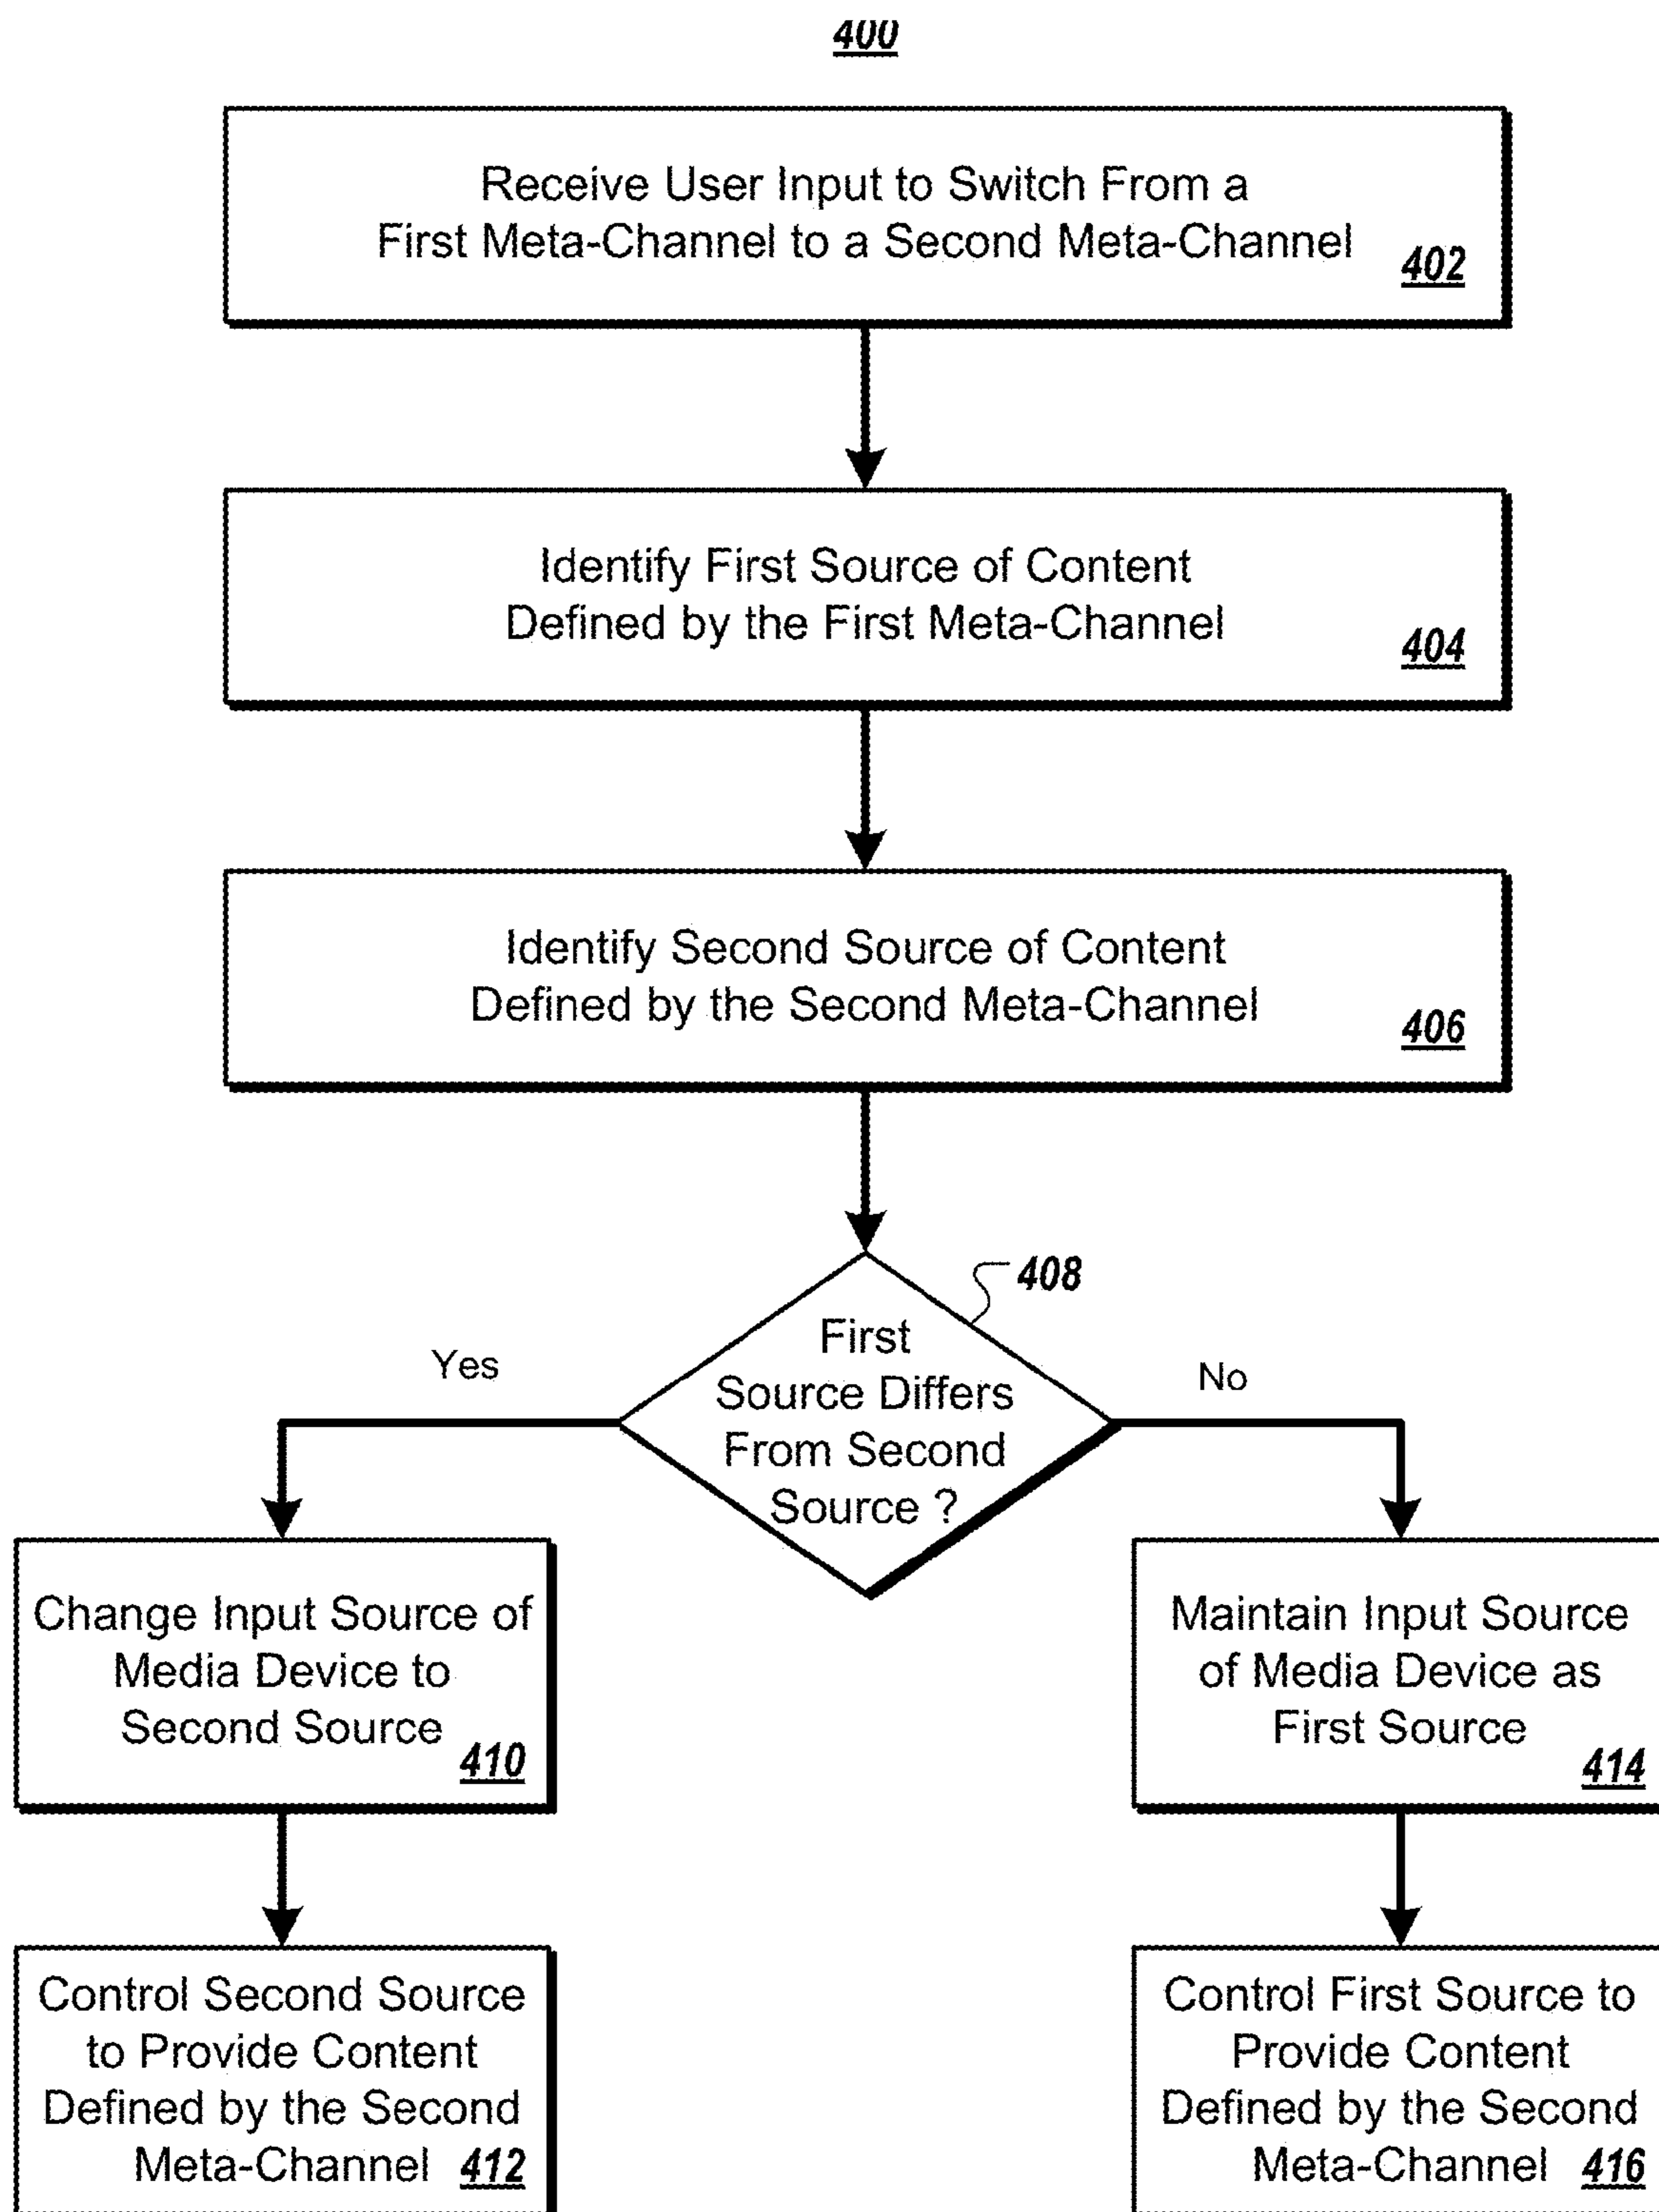 400
Receive User Input to Switch From a
First Meta-Channel to a Second Meta-Channel
402
Identify First Source of Content
Defined by the First Meta-Channel
404
Identify Second Source of Content
Defined by the Second Meta-Channel
406
408
First
Source Differs
From Second
Source ?
Yes
No
Change Input Source of
Media Device to
Second Source
410
Maintain Input Source
of Media Device as
First Source
414
Control Second Source
to Provide Content
Defined by the Second
Meta-Channel 412
Control First Source to
Provide Content
Defined by the Second
Meta-Channel 416